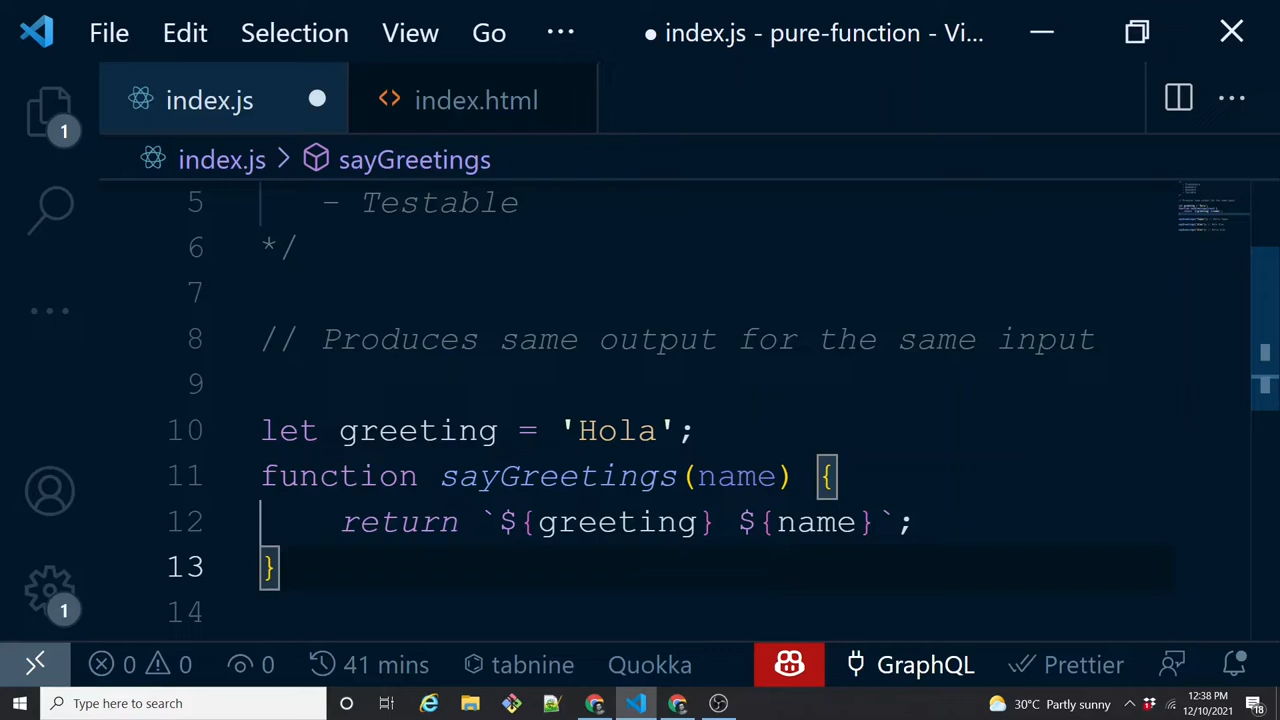 File Edit Selection View Go ··· ● index.js - pure-function - Vi...
index.js ● index.html ···
index.js > sayGreetings
1
5 - Testable
6 */
7
8 // Produces same output for the same input
9
10 let greeting = 'Hola';
11 function sayGreetings(name) {
12 return `${greeting} ${name}`;
13 }
14
1
0 0 0 41 mins tabnine Quokka GraphQL Prettier
Type here to search 30°C Partly sunny 12:38 PM
12/10/2021 18